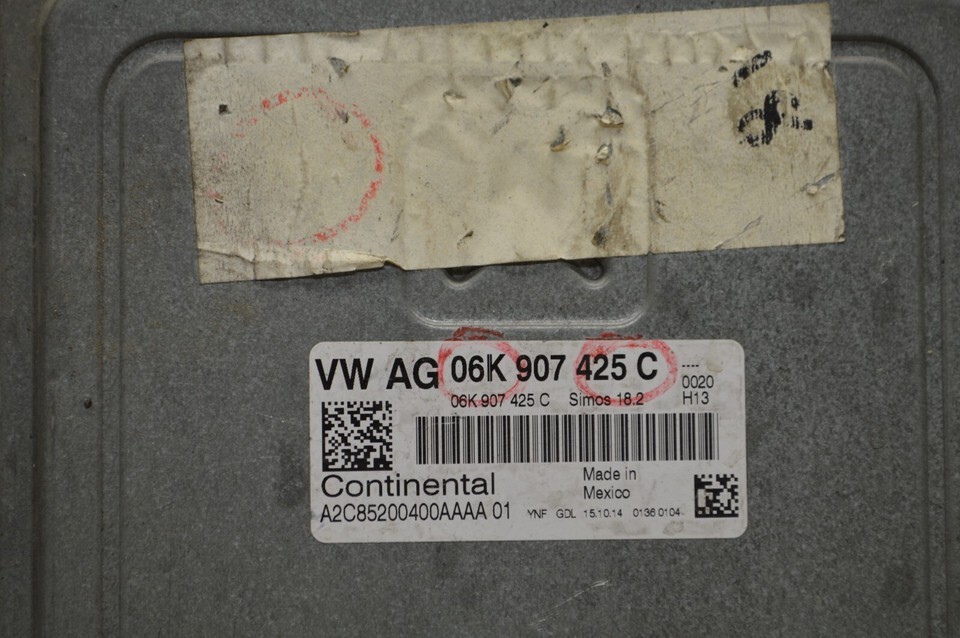 VW AG 06K 907 425 C
----
0020
06K 907 425 C Simos 18.2 H13
Continental
Made in
Mexico
A2C85200400AAAA 01 YNF GDL 15.10.14 0136 0104